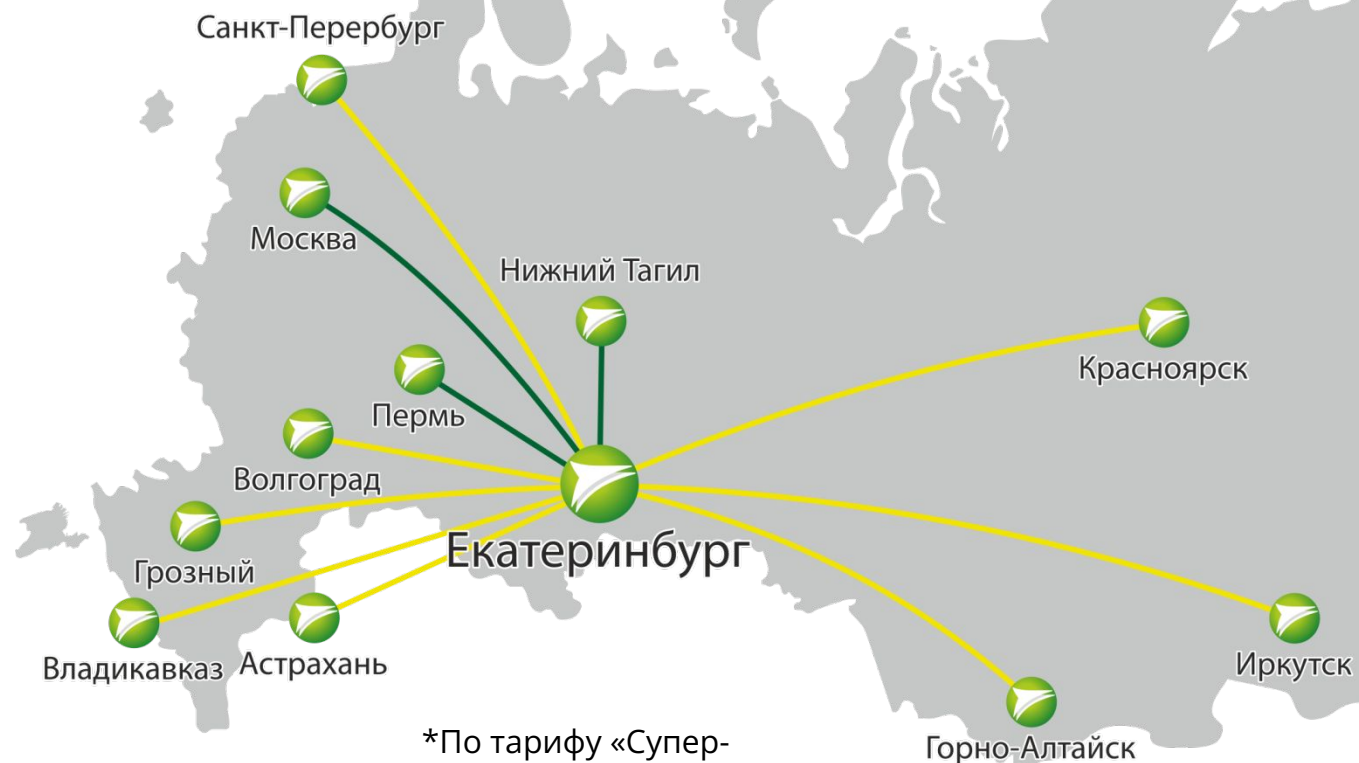 Санкт-Перербург
Москва
Нижний Тагил
Красноярск
Пермь
Волгоград
Екатеринбург
Грозный
Владикавказ
Астрахань
Иркутск
*По тарифу «Супер-
Горно-Алтайск